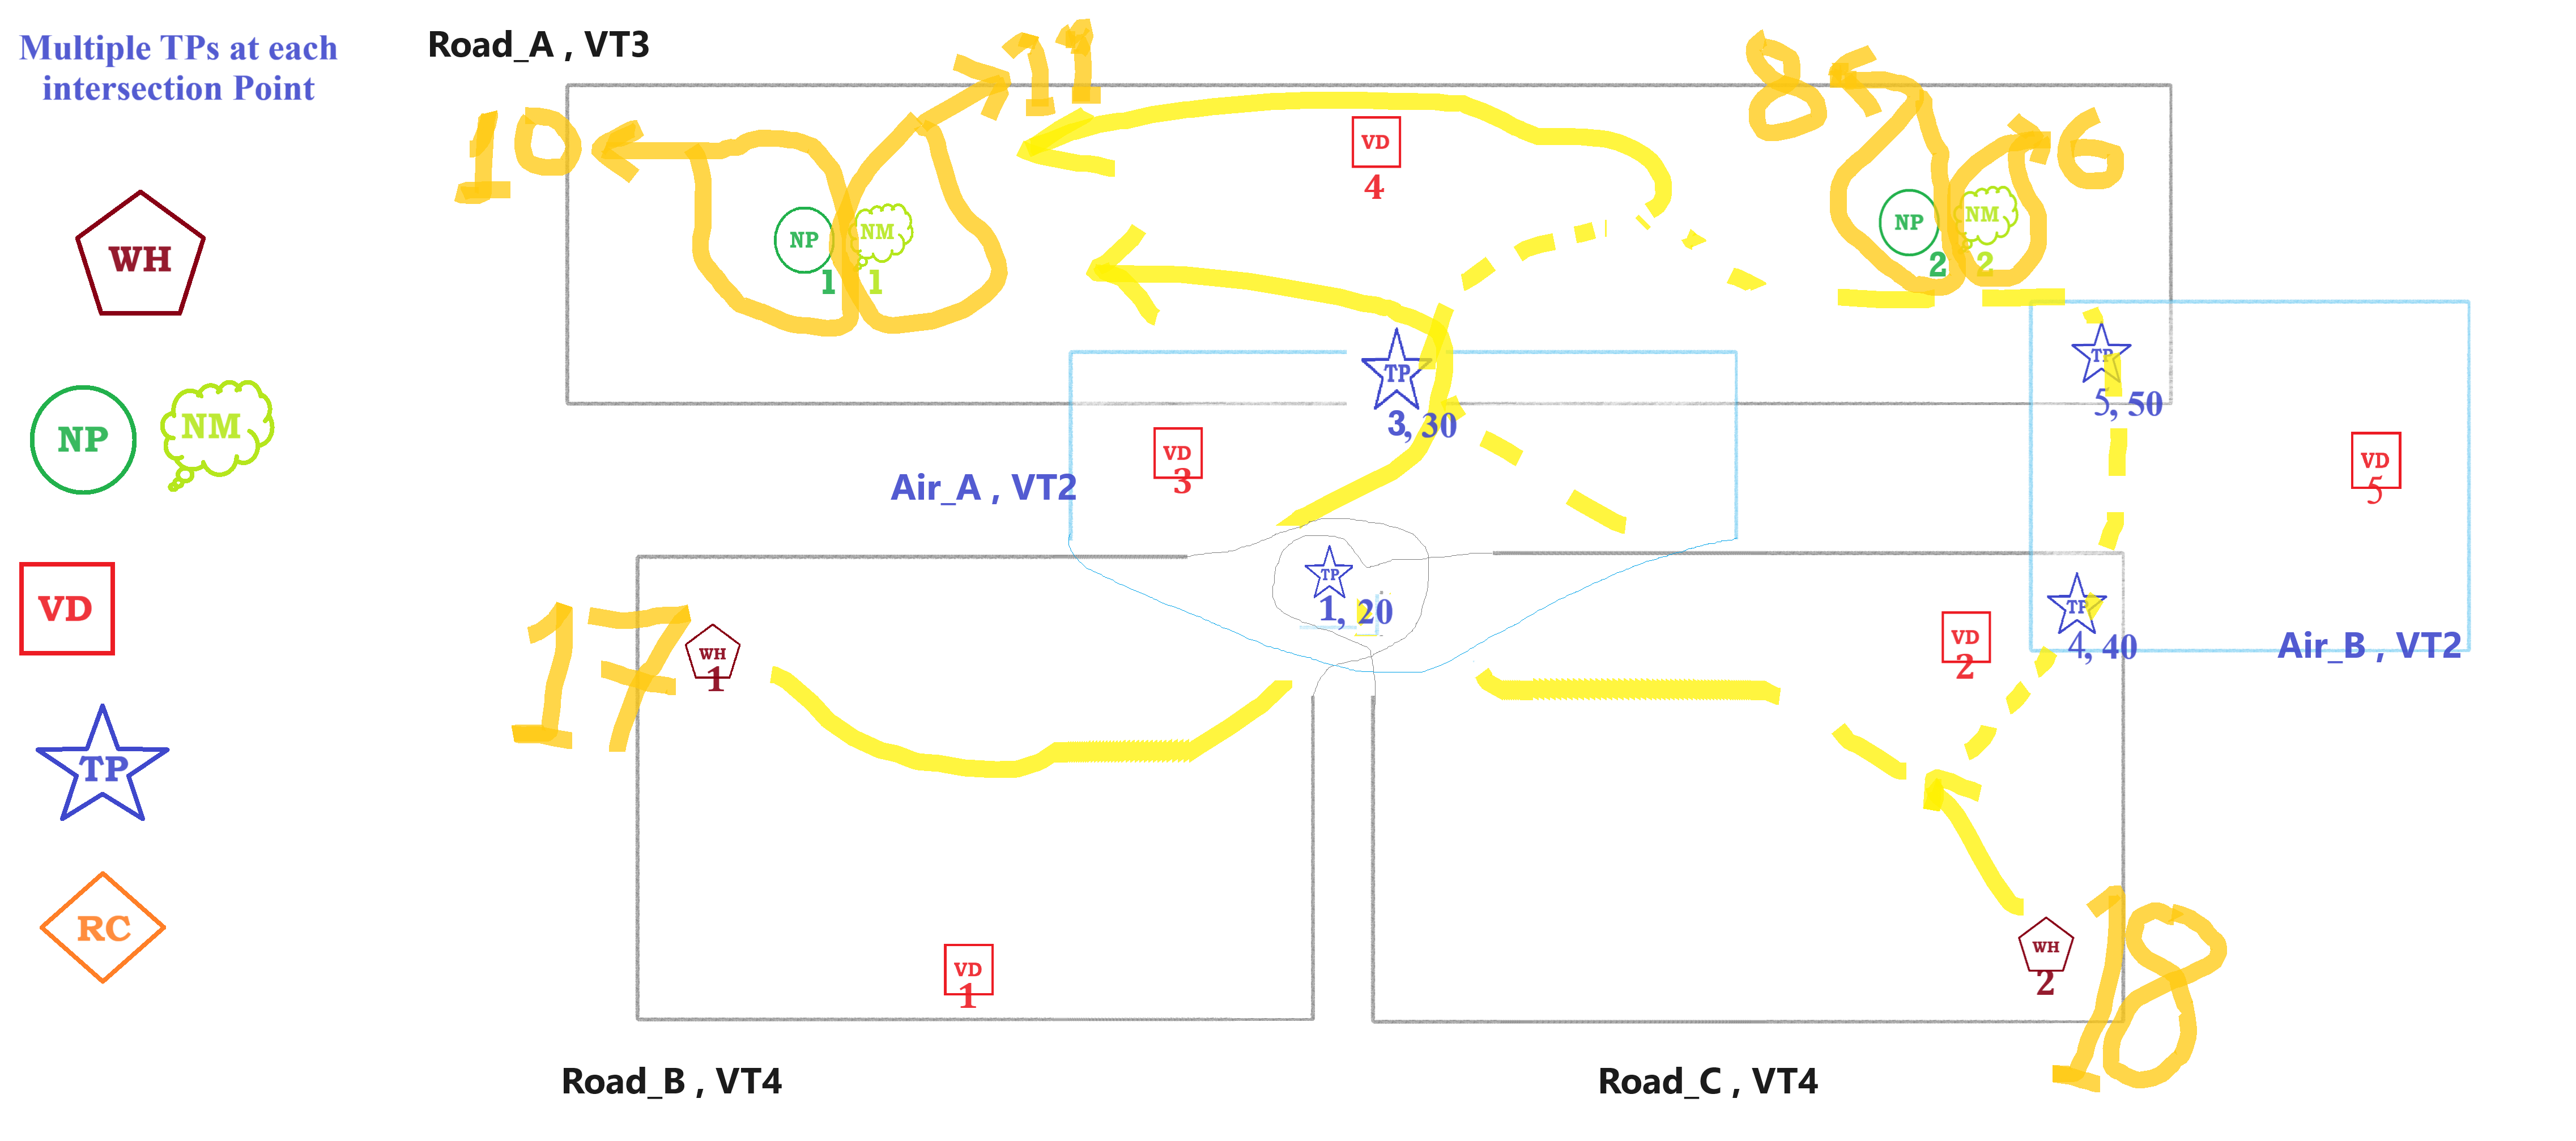 Multiple TPs at each
intersection Point
WH
NP
NM
VD
TP
RC
Road_A , VT3
10
11
8
6
NP
1
NM
1
VD
4
NP
2
NM
2
TP
3, 30
TP
5, 50
VD
3
Air_A , VT2
VD
5
TP
1, 20
TP
4, 40
Air_B , VT2
17
WH
1
VD
2
VD
1
WH
2
18
Road_B , VT4
Road_C , VT4